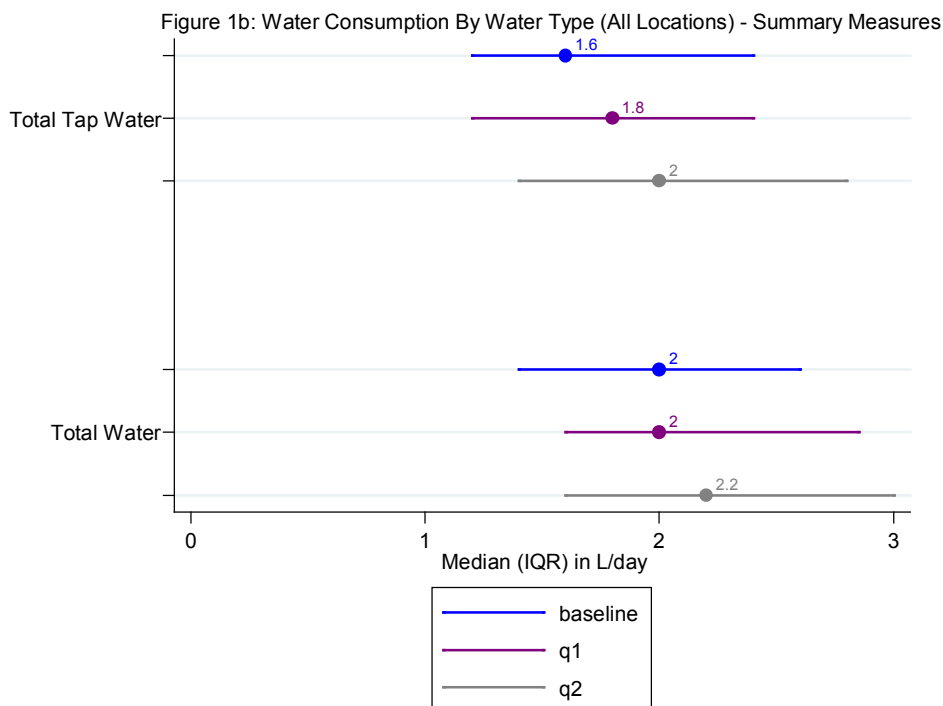 Figure 1b: Water Consumption By Water Type (All Locations) - Summary Measures
1.6
Total Tap Water
1.8
2
2
Total Water
2
2.2
0 1 2 3
Median (IQR) in L/day
baseline
q1
q2